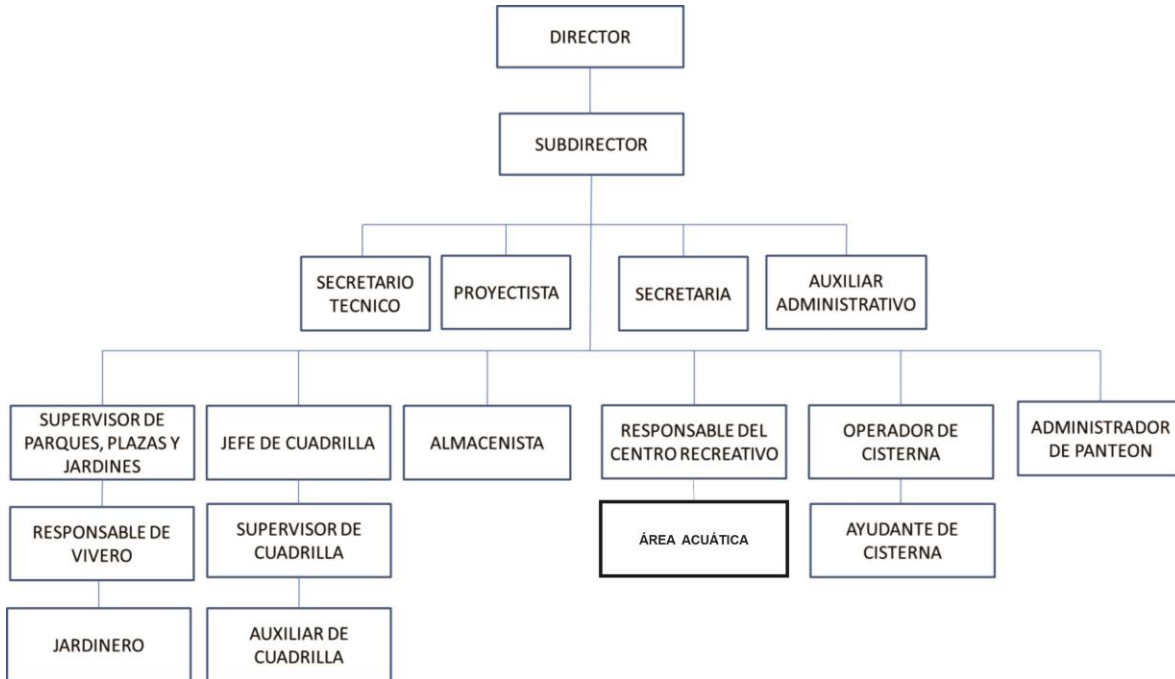 DIRECTOR
SUBDIRECTOR
SECRETARIO
TECNICO
PROYECTISTA
SECRETARIA
AUXILIAR
ADMINISTRATIVO
SUPERVISOR DE
PARQUES, PLAZAS Y
JARDINES
JEFE DE CUADRILLA
ALMACENISTA
RESPONSABLE DEL
CENTRO RECREATIVO
OPERADOR DE
CISTERNA
ADMINISTRADOR
DE PANTEON
RESPONSABLE DE
VIVERO
SUPERVISOR DE
CUADRILLA
ÁREA ACUÁTICA
AYUDANTE DE
CISTERNA
JARDINERO
AUXILIAR DE
CUADRILLA